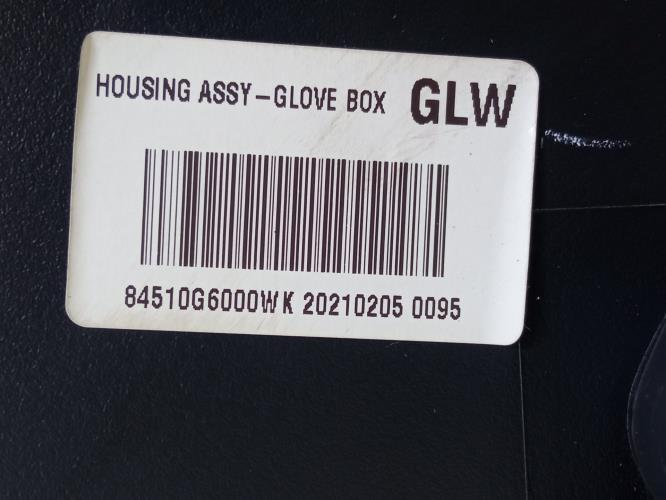 HOUSING ASSY-GLOVE BOX GLW
84510G6000WK 20210205 0095